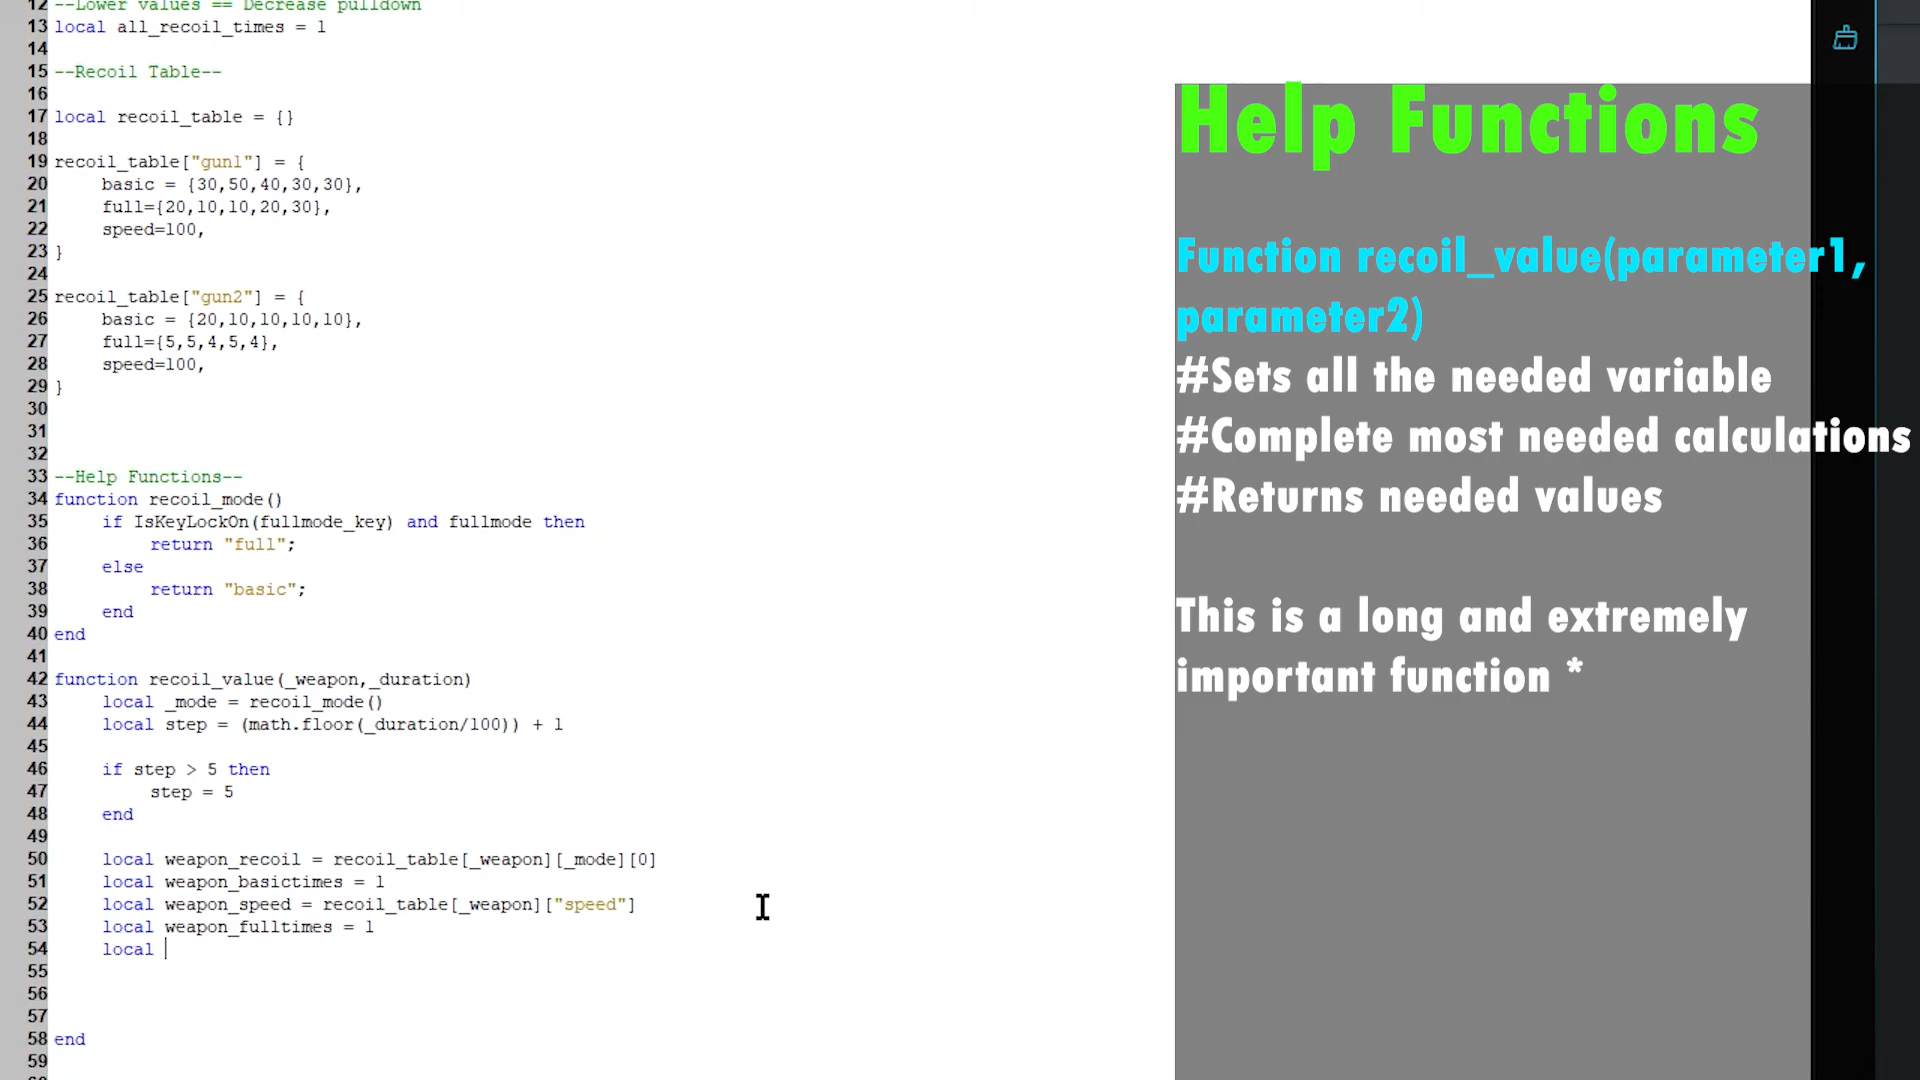 12 --Lower values == Decrease pulldown
13 local all_recoil_times = 1
14
15 --Recoil Table--
16
17 local recoil_table = {}
18
19 recoil_table["gun1"] = {
20 basic = {30,50,40,30,30},
21 full={20,10,10,20,30},
22 speed=100,
23 }
24
25 recoil_table["gun2"] = {
26 basic = {20,10,10,10,10},
27 full={5,5,4,5,4},
28 speed=100,
29 }
30
31
32
33 --Help Functions--
34 function recoil_mode()
35 if IsKeyLockOn(fullmode_key) and fullmode then
36 return "full";
37 else
38 return "basic";
39 end
40 end
41
42 function recoil_value(_weapon,_duration)
43 local _mode = recoil_mode()
44 local step = (math.floor(_duration/100)) + 1
45
46 if step > 5 then
47 step = 5
48 end
49
50 local weapon_recoil = recoil_table[_weapon][_mode][0]
51 local weapon_basictimes = 1
52 local weapon_speed = recoil_table[_weapon]["speed"]
53 local weapon_fulltimes = 1
54 local
55
56
57
58 end
59
Help Functions
Function recoil_value(parameter1,
parameter2)
#Sets all the needed variable
#Complete most needed calculations
#Returns needed values
This is a long and extremely
important function *